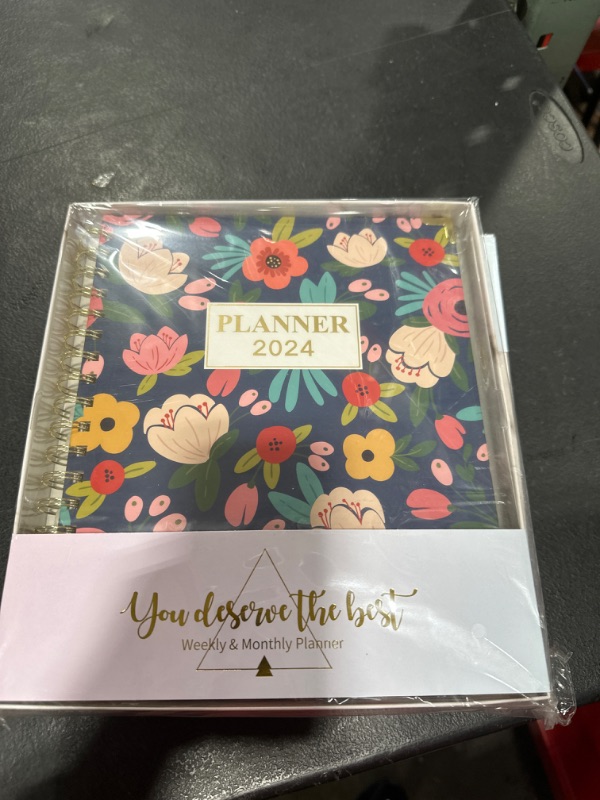 PLANNER
2024
You deserve the best
Weekly & Monthly Planner